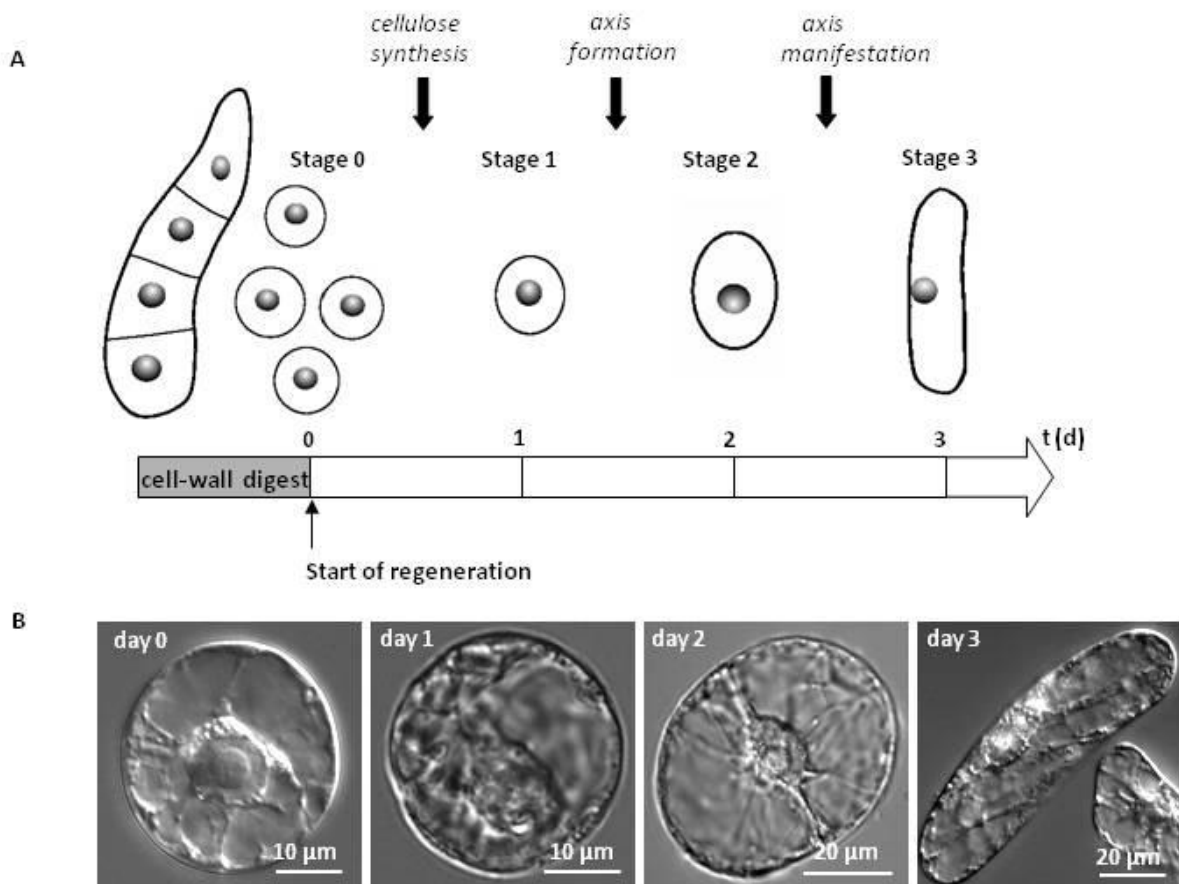 A
cellulose
synthesis
axis
formation
axis
manifestation
Stage 0
Stage 1
Stage 2
Stage 3
0
1
2
3
t (d)
cell-wall digest
Start of regeneration
B
day 0
day 1
day 2
day 3
10 µm
10 µm
20 µm
20 µm